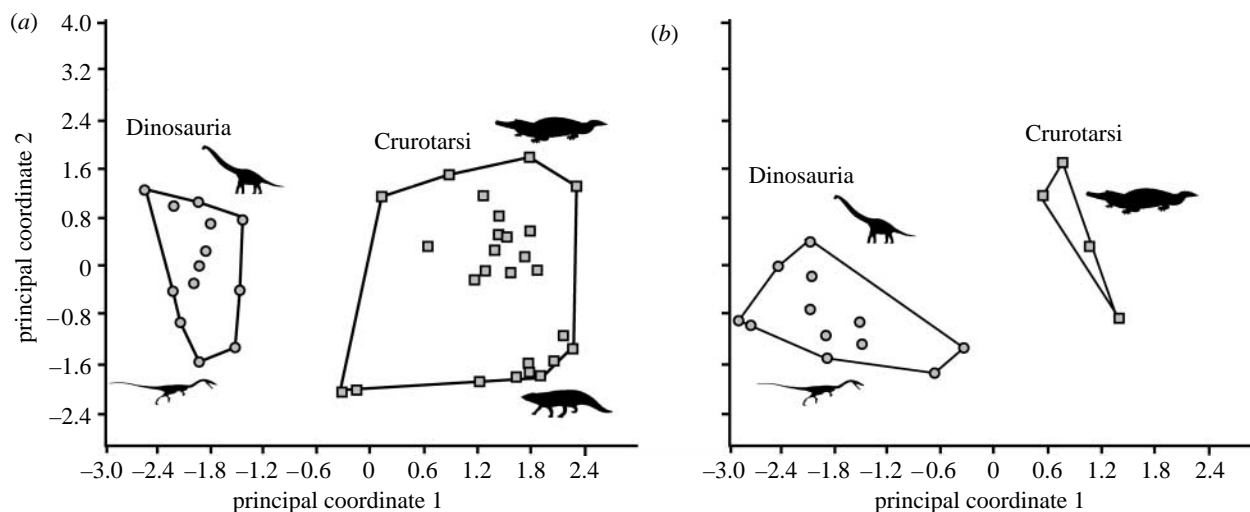 (a)
4.0
3.2
2.4
1.6
0.8
0
−0.8
−1.6
−2.4
principal coordinate 2
Dinosauria
Crurotarsi
−3.0 −2.4 −1.8 −1.2 −0.6 0 0.6 1.2 1.8 2.4
principal coordinate 1
(b)
Crurotarsi
Dinosauria
−3.0 −2.4 −1.8 −1.2 −0.6 0 0.6 1.2 1.8 2.4
principal coordinate 1